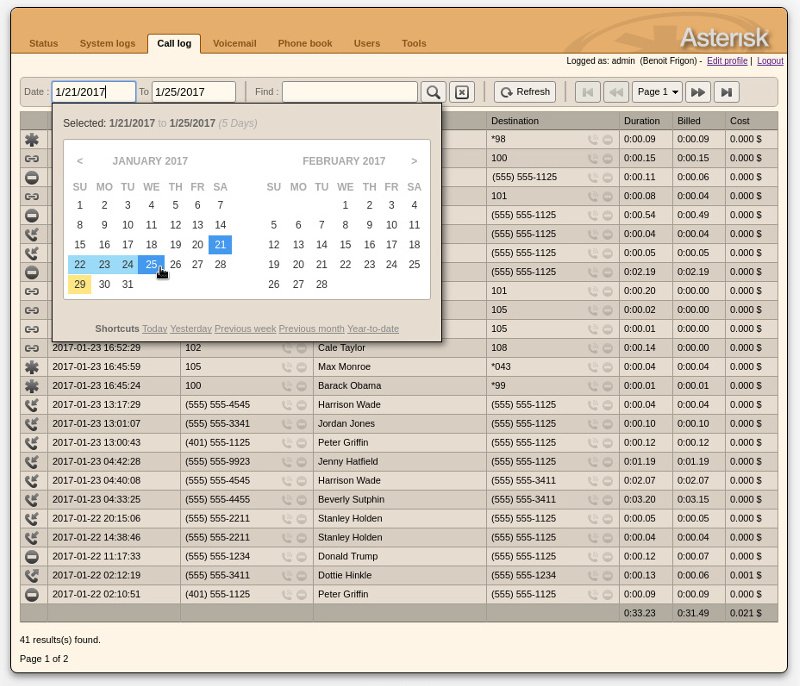 Status System logs Call log Voicemail Phone book Users Tools
Asterisk
Logged as: admin (Benoit Frigon) - Edit profile | Logout
Date : 1/21/2017 To 1/25/2017 Find : Refresh Page 1
Selected: 1/21/2017 to 1/25/2017 (5 Days)
< JANUARY 2017 FEBRUARY 2017 >
SU MO TU WE TH FR SA SU MO TU WE TH FR SA
1 2 3 4 5 6 7 1 2 3 4
8 9 10 11 12 13 14 5 6 7 8 9 10 11
15 16 17 18 19 20 21 12 13 14 15 16 17 18
22 23 24 25 26 27 28 19 20 21 22 23 24 25
29 30 31 26 27 28
Shortcuts Today Yesterday Previous week Previous month Year-to-date
Destination Duration Billed Cost
*98 0:00.09 0:00.09 0.000 $
100 0:00.15 0:00.15 0.000 $
(555) 555-1125 0:00.11 0:00.06 0.000 $
101 0:00.08 0:00.04 0.000 $
(555) 555-1125 0:00.54 0:00.49 0.000 $
(555) 555-1125 0:00.04 0:00.04 0.000 $
(555) 555-1125 0:00.05 0:00.05 0.000 $
(555) 555-1125 0:02.19 0:02.19 0.000 $
101 0:00.20 0:00.00 0.000 $
105 0:00.02 0:00.00 0.000 $
105 0:00.01 0:00.00 0.000 $
2017-01-23 16:52:29 102 Cale Taylor 108 0:00.14 0:00.00 0.000 $
2017-01-23 16:45:59 105 Max Monroe *043 0:00.04 0:00.04 0.000 $
2017-01-23 16:45:24 100 Barack Obama *99 0:00.01 0:00.01 0.000 $
2017-01-23 13:17:29 (555) 555-4545 Harrison Wade (555) 555-1125 0:00.04 0:00.04 0.000 $
2017-01-23 13:01:07 (555) 555-3341 Jordan Jones (555) 555-1125 0:00.10 0:00.10 0.000 $
2017-01-23 13:00:43 (401) 555-1125 Peter Griffin (555) 555-1125 0:00.12 0:00.12 0.000 $
2017-01-23 04:42:28 (555) 555-9923 Jenny Hatfield (555) 555-1125 0:01.19 0:01.19 0.000 $
2017-01-23 04:40:08 (555) 555-4545 Harrison Wade (555) 555-3411 0:02.07 0:02.07 0.000 $
2017-01-23 04:33:25 (555) 555-4455 Beverly Sutphin (555) 555-3411 0:03.20 0:03.15 0.000 $
2017-01-22 20:15:06 (555) 555-2211 Stanley Holden (555) 555-1125 0:00.05 0:00.05 0.000 $
2017-01-22 14:38:46 (555) 555-2211 Stanley Holden (555) 555-1125 0:00.04 0:00.04 0.000 $
2017-01-22 11:17:33 (555) 555-1234 Donald Trump (555) 555-1125 0:00.12 0:00.07 0.000 $
2017-01-22 02:12:19 (555) 555-3411 Dottie Hinkle (555) 555-1234 0:00.13 0:00.06 0.001 $
2017-01-22 02:10:51 (401) 555-1125 Peter Griffin (555) 555-1125 0:00.09 0:00.09 0.000 $
0:33.23 0:31.49 0.021 $
41 results(s) found.
Page 1 of 2